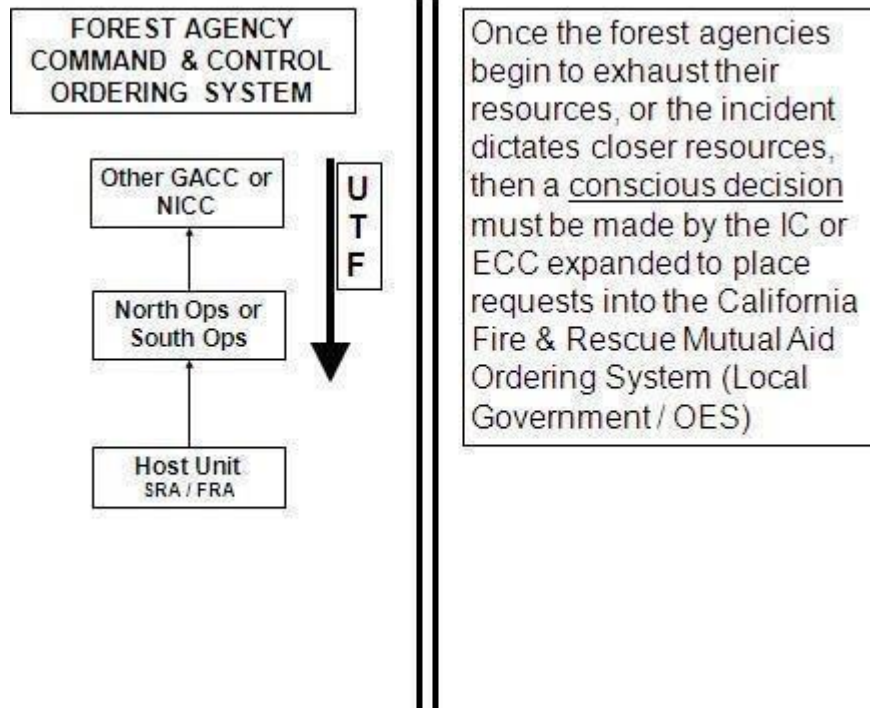 FOREST AGENCY
COMMAND & CONTROL
ORDERING SYSTEM
Other GACC or
NICC
U
T
F
North Ops or
South Ops
Host Unit
SRA / FRA
Once the forest agencies
begin to exhaust their
resources, or the incident
dictates closer resources,
then a conscious decision
must be made by the IC or
ECC expanded to place
requests into the California
Fire & Rescue Mutual Aid
Ordering System (Local
Government / OES)